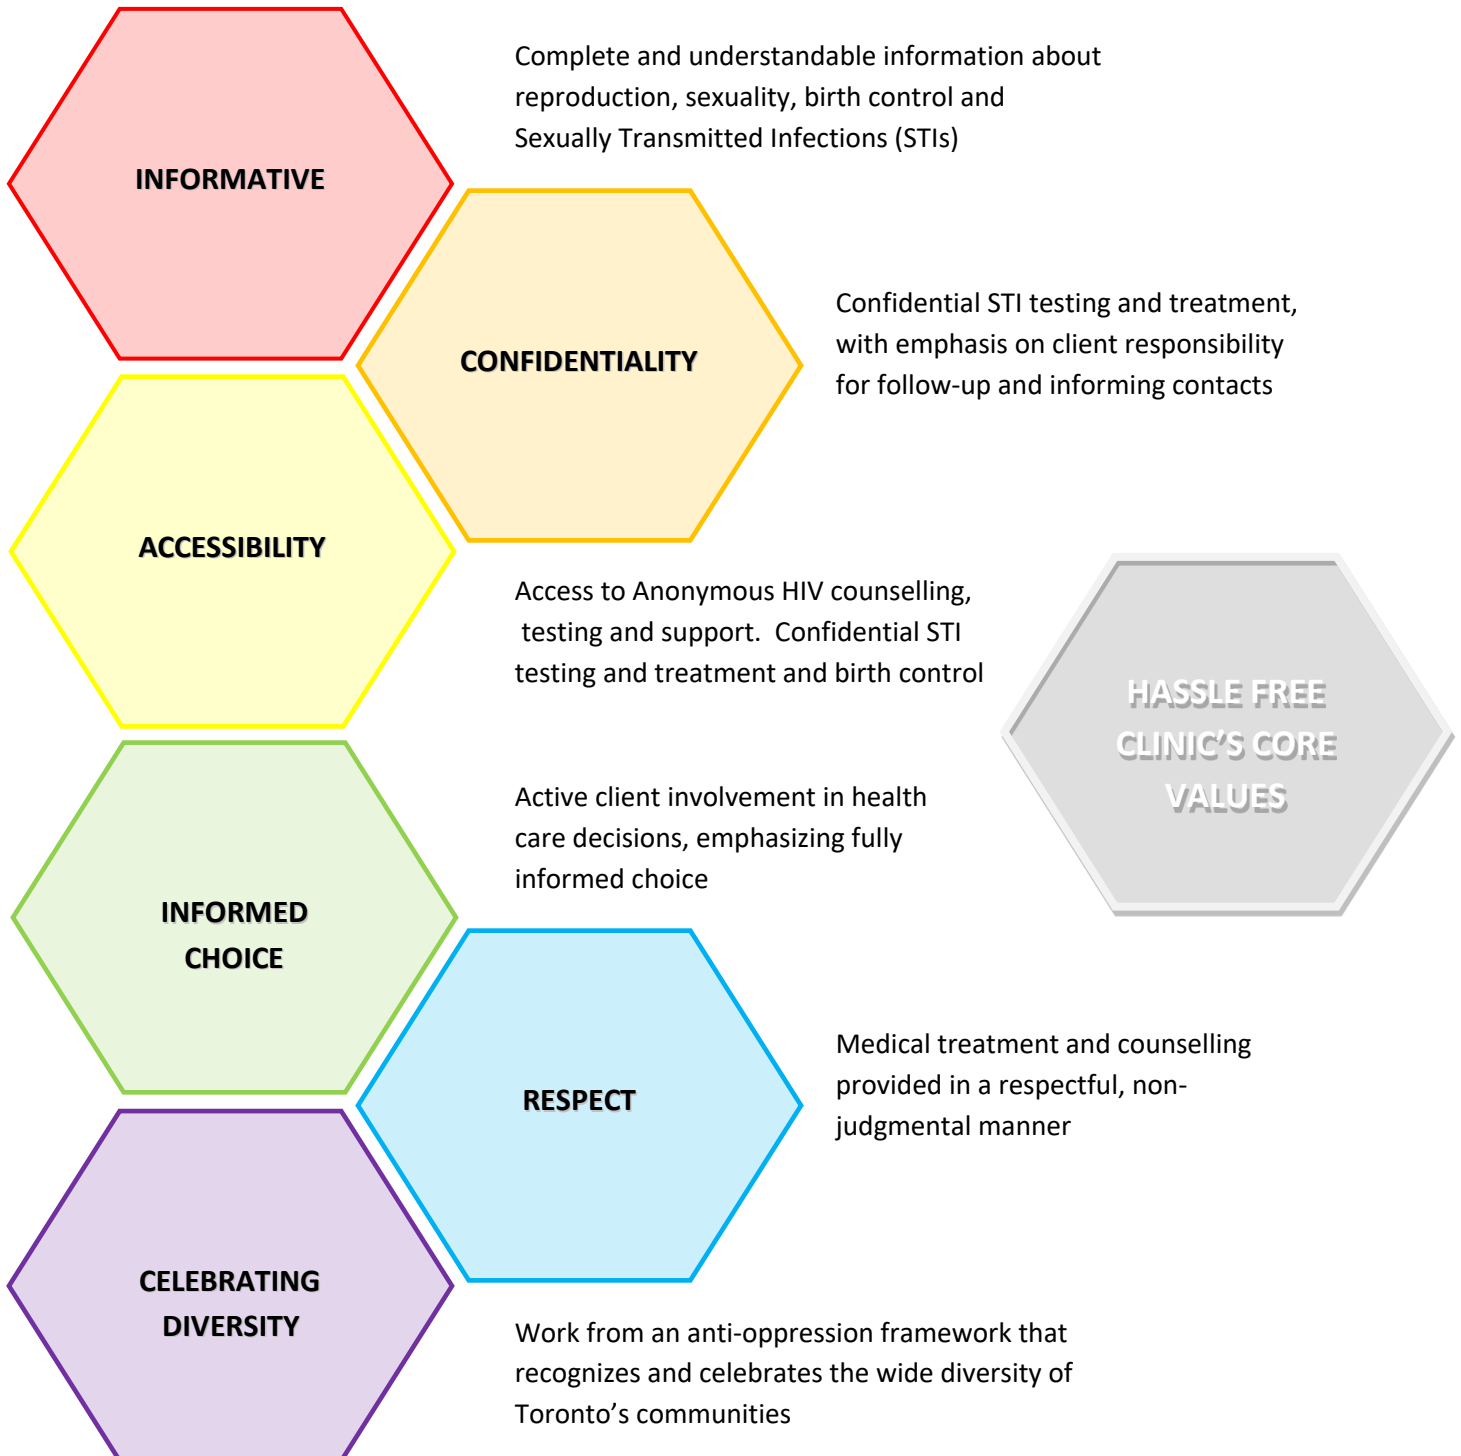 Complete and understandable information about
reproduction, sexuality, birth control and
Sexually Transmitted Infections (STIs)
INFORMATIVE
Confidential STI testing and treatment,
with emphasis on client responsibility
for follow-up and informing contacts
CONFIDENTIALITY
ACCESSIBILITY
Access to Anonymous HIV counselling,
testing and support.  Confidential STI
testing and treatment and birth control
HASSLE FREE
CLINIC’S CORE
VALUES
Active client involvement in health
care decisions, emphasizing fully
informed choice
INFORMED
CHOICE
Medical treatment and counselling
provided in a respectful, non-
judgmental manner
RESPECT
CELEBRATING
DIVERSITY
Work from an anti-oppression framework that
recognizes and celebrates the wide diversity of
Toronto’s communities